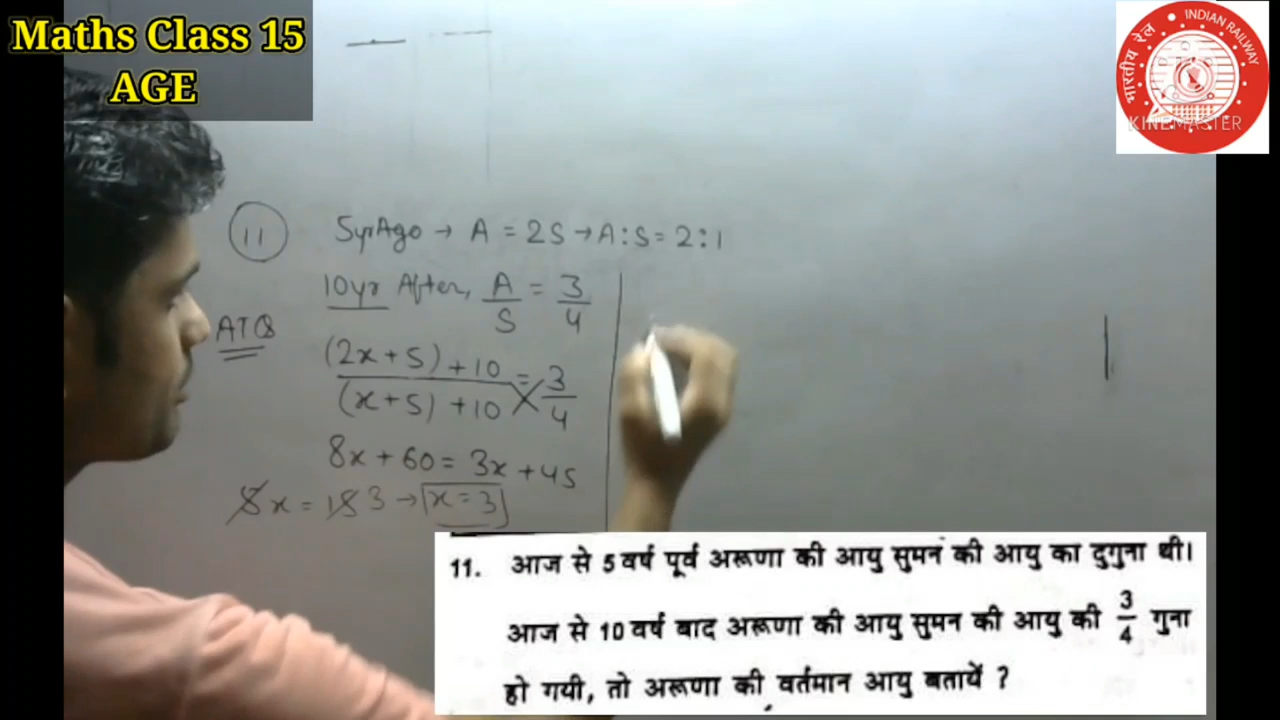 Maths Class 15
AGE
भारतीय रेल INDIAN RAILWAY
KINEMASTER
11 5yrAgo → A = 2S → A:S = 2:1
10yr After, A/S = 3/4
ATQ
(2x+5)+10/(x+5)+10 = 3/4
8x+60 = 3x+45
5x = 15 3 → x=3
11. आज से 5 वर्ष पूर्व अरूणा की आयु सुमन की आयु का दुगुना थी।
आज से 10 वर्ष बाद अरूणा की आयु सुमन की आयु की 3/4 गुना
हो गयी, तो अरूणा की वर्तमान आयु बतायें ?